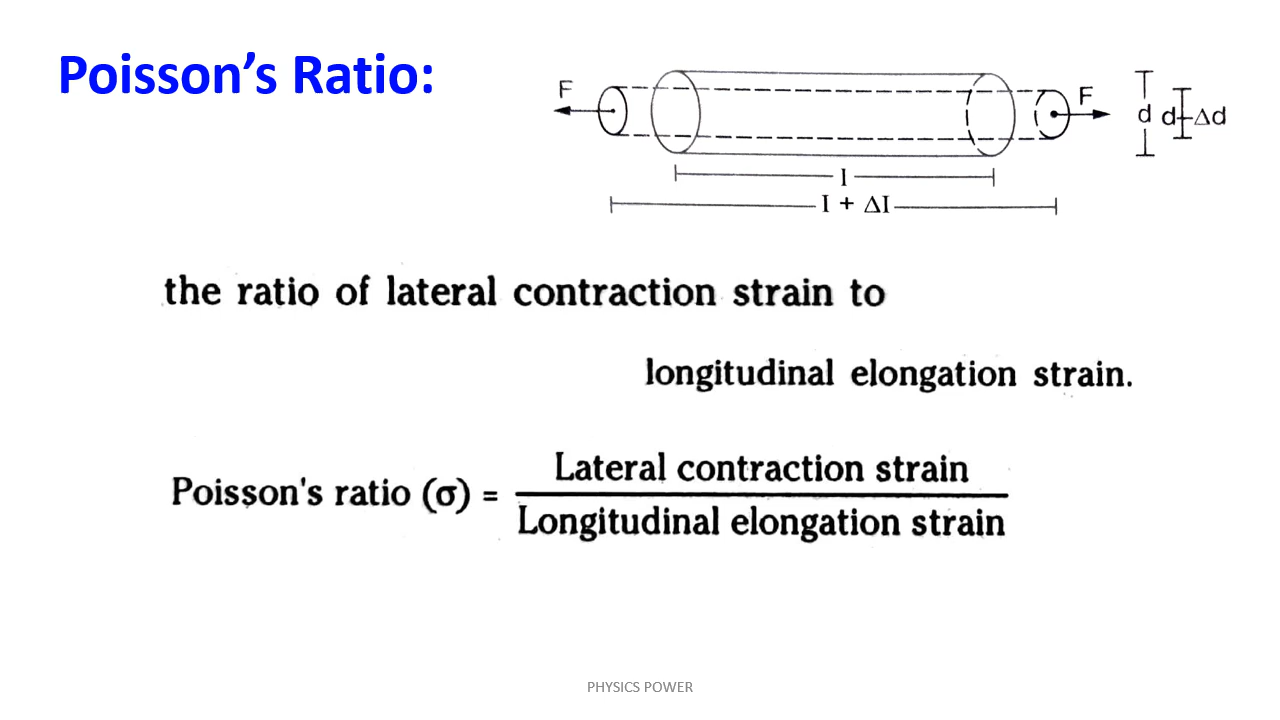 Poisson's Ratio:
F
F
d d-Δd
l
l + Δl
the ratio of lateral contraction strain to
longitudinal elongation strain.
Poisson's ratio (σ) = Lateral contraction strain
Longitudinal elongation strain
PHYSICS POWER